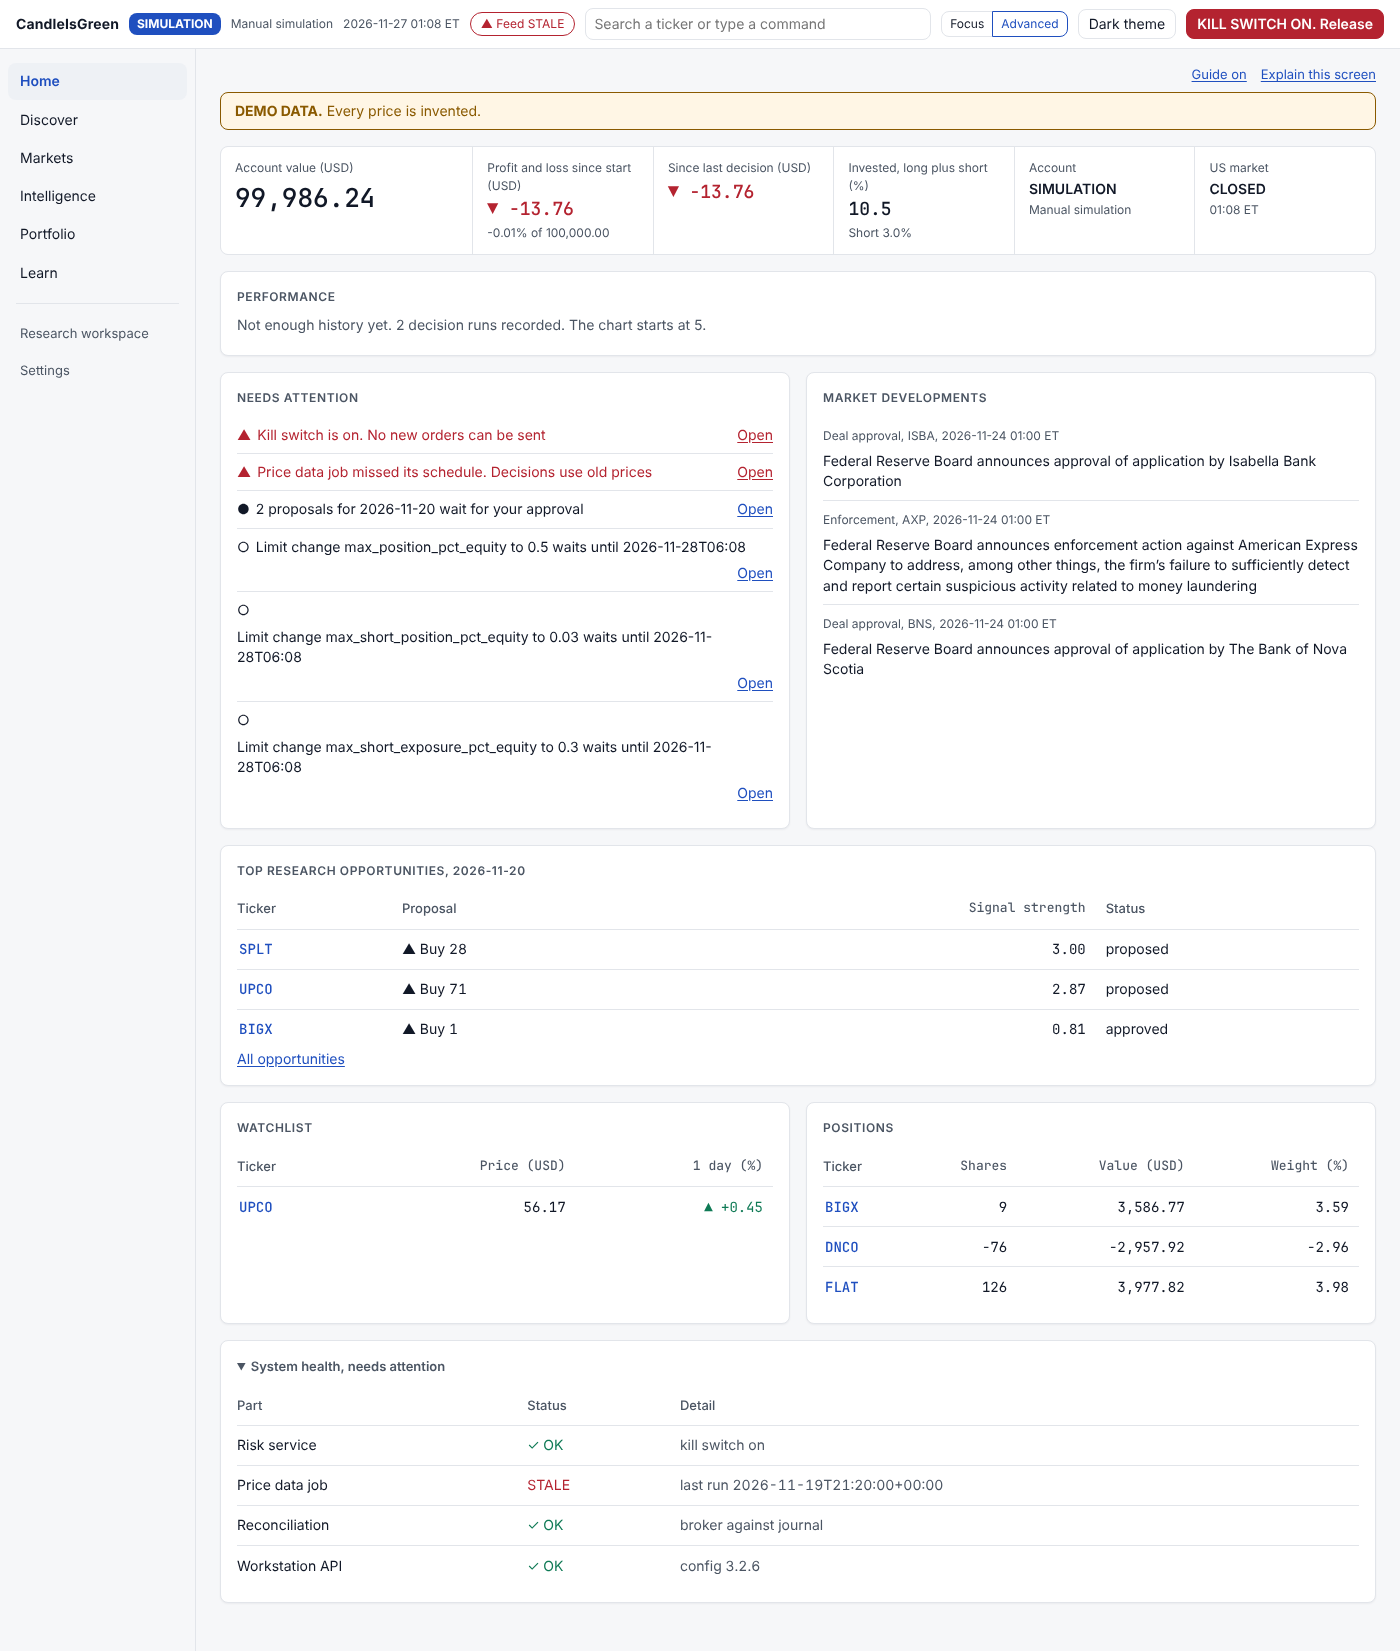 CandleIsGreen SIMULATION Manual simulation 2026-11-27 01:08 ET ▲ Feed STALE Search a ticker or type a command Focus Advanced Dark theme KILL SWITCH ON. Release
Home
Discover
Markets
Intelligence
Portfolio
Learn
Research workspace
Settings
Guide on Explain this screen
DEMO DATA. Every price is invented.
Account value (USD)
99,986.24
Profit and loss since start
(USD)
▼ -13.76
-0.01% of 100,000.00
Since last decision (USD)
▼ -13.76
Invested, long plus short
(%)
10.5
Short 3.0%
Account
SIMULATION
Manual simulation
US market
CLOSED
01:08 ET
PERFORMANCE
Not enough history yet. 2 decision runs recorded. The chart starts at 5.
NEEDS ATTENTION
▲ Kill switch is on. No new orders can be sent Open
▲ Price data job missed its schedule. Decisions use old prices Open
● 2 proposals for 2026-11-20 wait for your approval Open
○ Limit change max_position_pct_equity to 0.5 waits until 2026-11-28T06:08
Open
○
Limit change max_short_position_pct_equity to 0.03 waits until 2026-11-
28T06:08
Open
○
Limit change max_short_exposure_pct_equity to 0.3 waits until 2026-11-
28T06:08
Open
MARKET DEVELOPMENTS
Deal approval, ISBA, 2026-11-24 01:00 ET
Federal Reserve Board announces approval of application by Isabella Bank
Corporation
Enforcement, AXP, 2026-11-24 01:00 ET
Federal Reserve Board announces enforcement action against American Express
Company to address, among other things, the firm’s failure to sufficiently detect
and report certain suspicious activity related to money laundering
Deal approval, BNS, 2026-11-24 01:00 ET
Federal Reserve Board announces approval of application by The Bank of Nova
Scotia
TOP RESEARCH OPPORTUNITIES, 2026-11-20
Ticker Proposal Signal strength Status
SPLT ▲ Buy 28 3.00 proposed
UPCO ▲ Buy 71 2.87 proposed
BIGX ▲ Buy 1 0.81 approved
All opportunities
WATCHLIST
Ticker Price (USD) 1 day (%)
UPCO 56.17 ▲ +0.45
POSITIONS
Ticker Shares Value (USD) Weight (%)
BIGX 9 3,586.77 3.59
DNCO -76 -2,957.92 -2.96
FLAT 126 3,977.82 3.98
▼ System health, needs attention
Part Status Detail
Risk service ✓ OK kill switch on
Price data job STALE last run 2026-11-19T21:20:00+00:00
Reconciliation ✓ OK broker against journal
Workstation API ✓ OK config 3.2.6